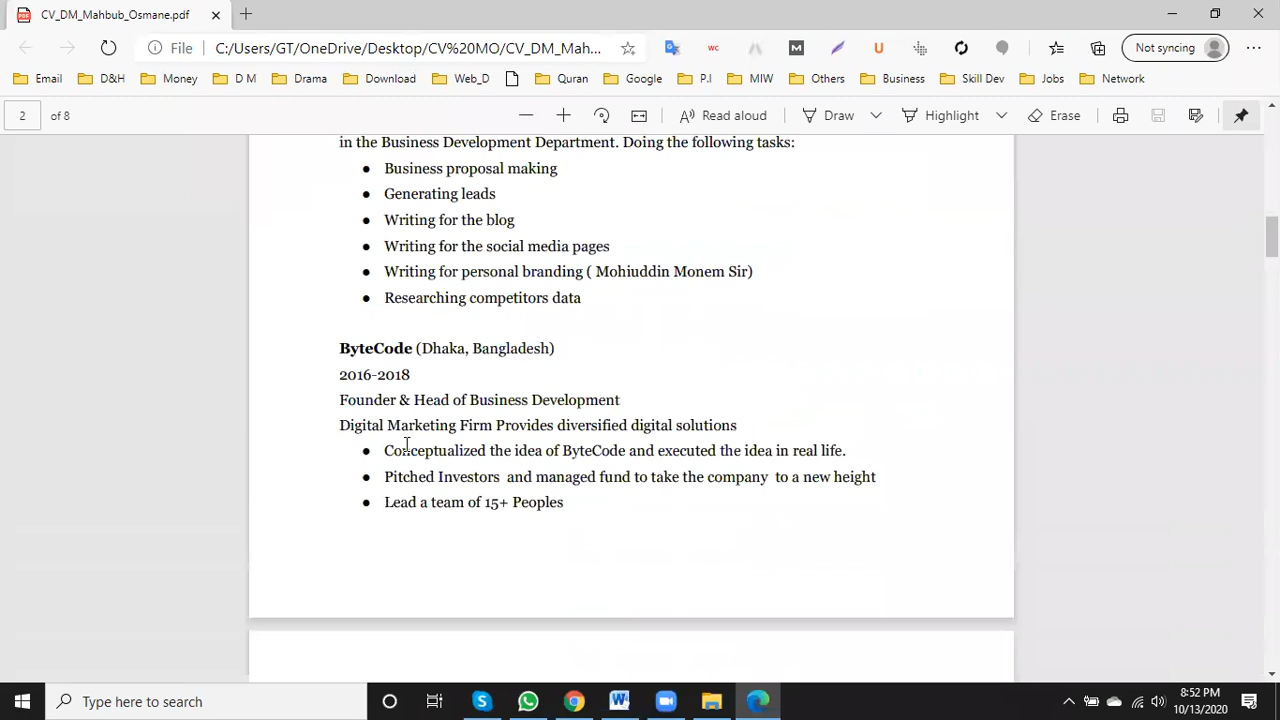 CV_DM_Mahbub_Osmane.pdf
File C:/Users/GT/OneDrive/Desktop/CV%20MO/CV_DM_Mah... wc M U Not syncing
Email D&H Money D M Drama Download Web_D Quran Google P.I MIW Others Business Skill Dev Jobs Network
2 of 8 Read aloud Draw Highlight Erase
in the Business Development Department. Doing the following tasks:
● Business proposal making
● Generating leads
● Writing for the blog
● Writing for the social media pages
● Writing for personal branding ( Mohiuddin Monem Sir)
● Researching competitors data
ByteCode (Dhaka, Bangladesh)
2016-2018
Founder & Head of Business Development
Digital Marketing Firm Provides diversified digital solutions
● Conceptualized the idea of ByteCode and executed the idea in real life.
● Pitched Investors and managed fund to take the company to a new height
● Lead a team of 15+ Peoples
Type here to search
8:52 PM
10/13/2020